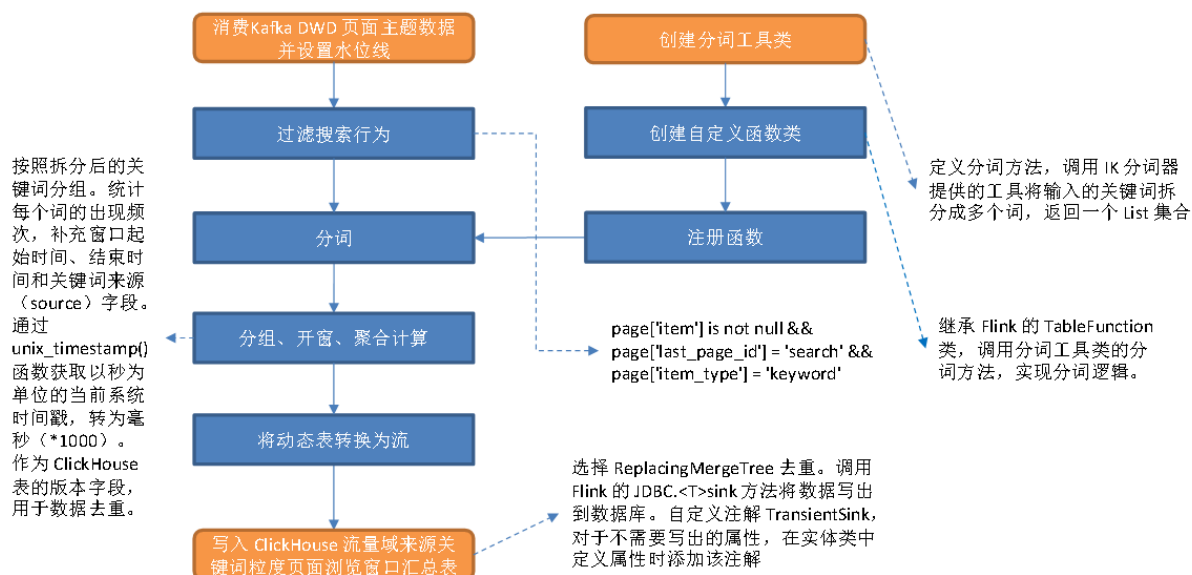 消费Kafka DWD 页面主题数据
并设置水位线
创建分词工具类
过滤搜索行为
创建自定义函数类
分词
注册函数
分组、开窗、聚合计算
将动态表转换为流
写入 ClickHouse 流量域来源关
键词粒度页面浏览窗口汇总表
按照拆分后的关
键词分组。统计
每个词的出现频
次，补充窗口起
始时间、结束时
间和关键词来源
（source）字段。
通过
unix_timestamp()
函数获取以秒为
单位的当前系统
时间戳，转为毫
秒（*1000）。
作为 ClickHouse
表的版本字段，
用于数据去重。
定义分词方法，调用 IK 分词器
提供的工具将输入的关键词拆
分成多个词，返回一个 List 集合
page['item'] is not null &&
page['last_page_id'] = 'search' &&
page['item_type'] = 'keyword'
继承 Flink 的 TableFunction
类，调用分词工具类的分
词方法，实现分词逻辑。
选择 ReplacingMergeTree 去重。调用
Flink 的 JDBC.<T>sink 方法将数据写出
到数据库。自定义注解 TransientSink，
对于不需要写出的属性，在实体类中
定义属性时添加该注解